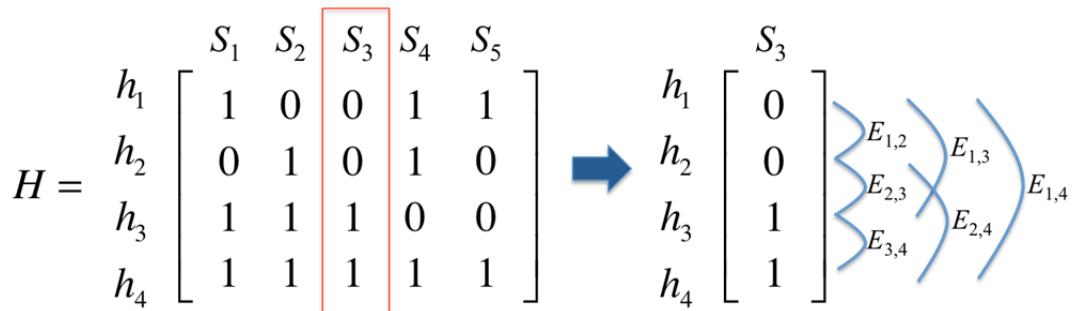 S₁ S₂ S₃ S₄ S₅ S₃
h₁ 1 0 0 1 1 h₁ 0
h₂ 0 1 0 1 0 h₂ 0 E₁,₂ E₁,₃
H = h₃ 1 1 1 0 0 h₃ 1 E₂,₃ E₁,₄
h₄ 1 1 1 1 1 h₄ 1 E₃,₄ E₂,₄